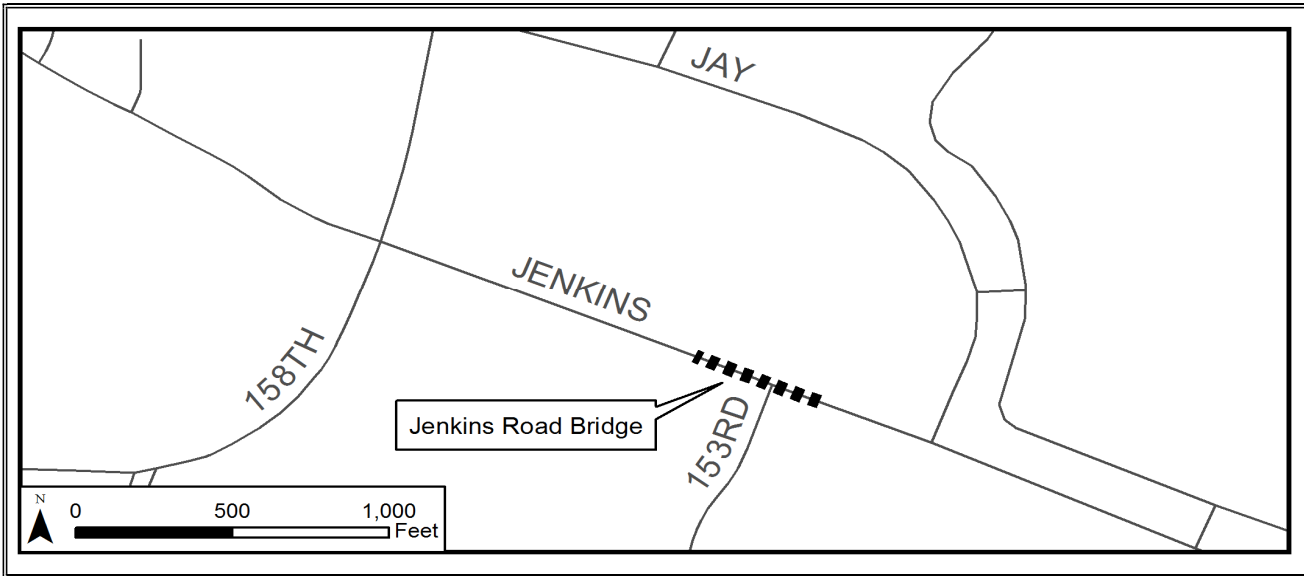 JAY
JENKINS
158TH
Jenkins Road Bridge
153RD
N
0 500 1,000
Feet